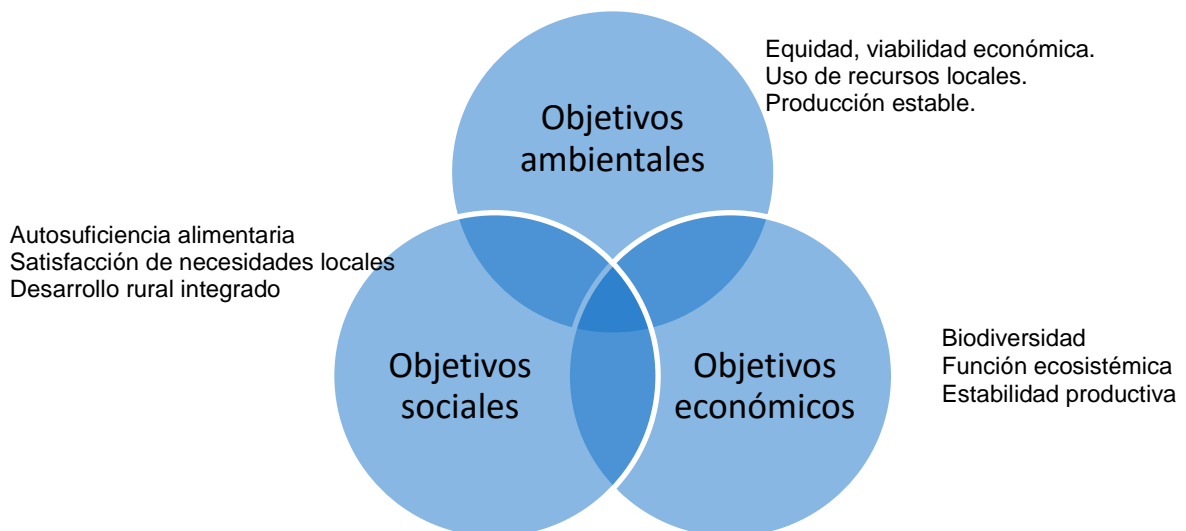 Equidad, viabilidad económica.
Uso de recursos locales.
Producción estable.
Objetivos
ambientales
Autosuficiencia alimentaria
Satisfacción de necesidades locales
Desarrollo rural integrado
Objetivos
sociales
Objetivos
económicos
Biodiversidad
Función ecosistémica
Estabilidad productiva